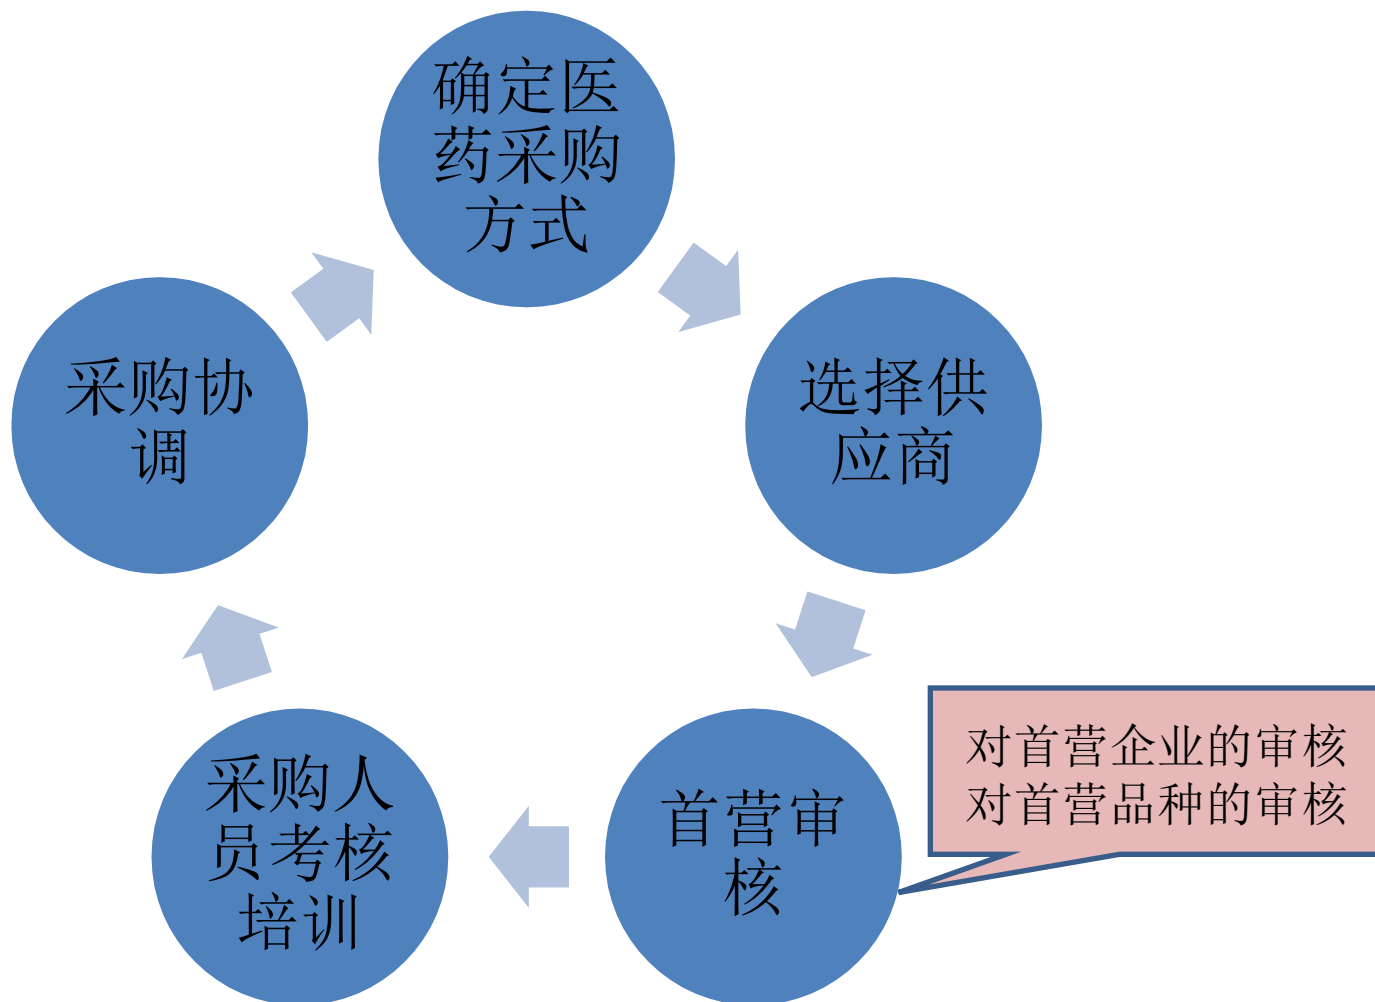 确定医
药采购
方式
选择供
应商
首营审
核
对首营企业的审核
对首营品种的审核
采购人
员考核
培训
采购协
调